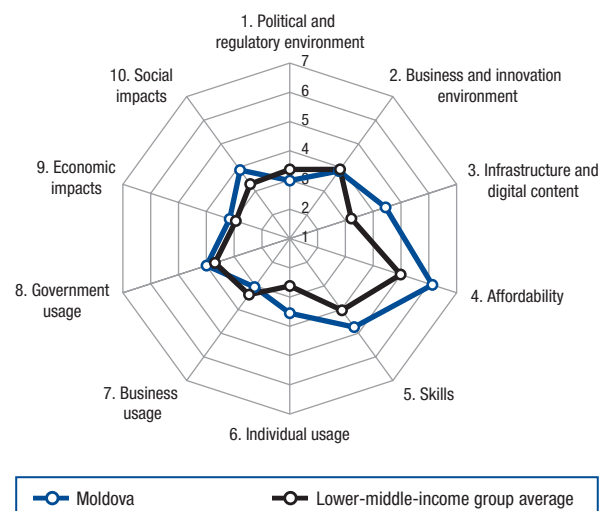 1. Political and
regulatory environment
2. Business and innovation
environment
3. Infrastructure and
digital content
4. Affordability
5. Skills
6. Individual usage
7. Business
usage
8. Government
usage
9. Economic
impacts
10. Social
impacts
7
6
5
4
3
2
1
Moldova
Lower-middle-income group average